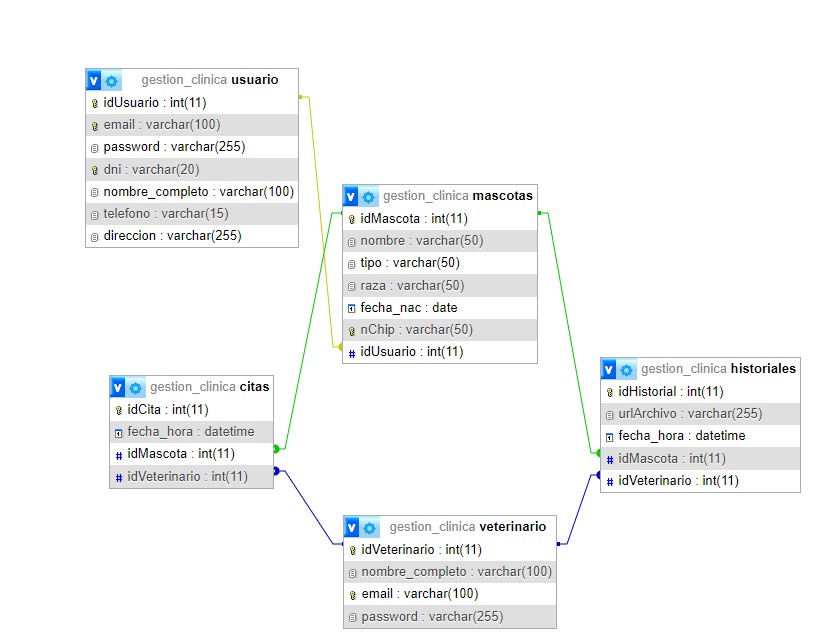 gestion_clinica usuario
idUsuario : int(11)
email : varchar(100)
password : varchar(255)
dni : varchar(20)
nombre_completo : varchar(100)
telefono : varchar(15)
direccion : varchar(255)
gestion_clinica mascotas
idMascota : int(11)
nombre : varchar(50)
tipo : varchar(50)
raza : varchar(50)
fecha_nac : date
nChip : varchar(50)
# idUsuario : int(11)
gestion_clinica citas
idCita : int(11)
fecha_hora : datetime
# idMascota : int(11)
# idVeterinario : int(11)
gestion_clinica historiales
idHistorial : int(11)
urlArchivo : varchar(255)
fecha_hora : datetime
# idMascota : int(11)
# idVeterinario : int(11)
gestion_clinica veterinario
idVeterinario : int(11)
nombre_completo : varchar(100)
email : varchar(100)
password : varchar(255)